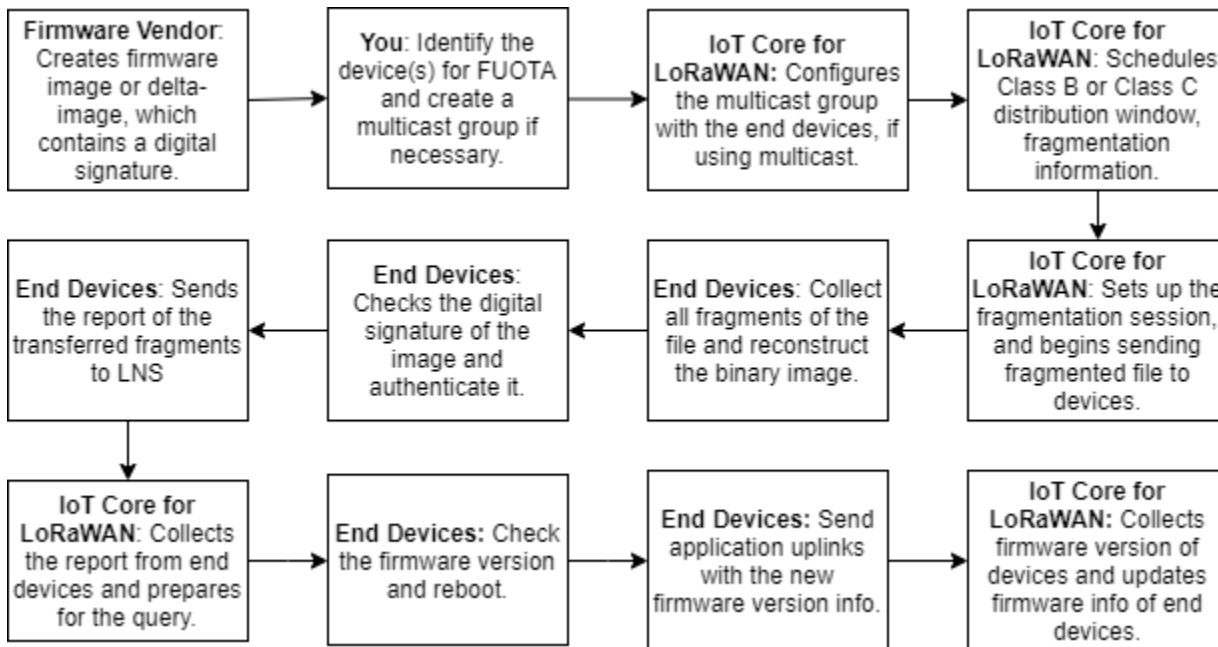 Firmware Vendor:
Creates firmware
image or delta-
image, which
contains a digital
signature.
You: Identify the
device(s) for FUOTA
and create a
multicast group if
necessary.
IoT Core for
LoRaWAN: Configures
the multicast group
with the end devices, if
using multicast.
IoT Core for
LoRaWAN: Schedules
Class B or Class C
distribution window,
fragmentation
information.
IoT Core for
LoRaWAN: Sets up the
fragmentation session,
and begins sending
fragmented file to
devices.
End Devices: Collect
all fragments of the
file and reconstruct
the binary image.
End Devices:
Checks the digital
signature of the
image and
authenticate it.
End Devices: Sends
the report of the
transferred fragments
to LNS
IoT Core for
LoRaWAN: Collects
the report from end
devices and prepares
for the query.
End Devices: Check
the firmware version
and reboot.
End Devices: Send
application uplinks
with the new
firmware version info.
IoT Core for
LoRaWAN: Collects
firmware version of
devices and updates
firmware info of end
devices.